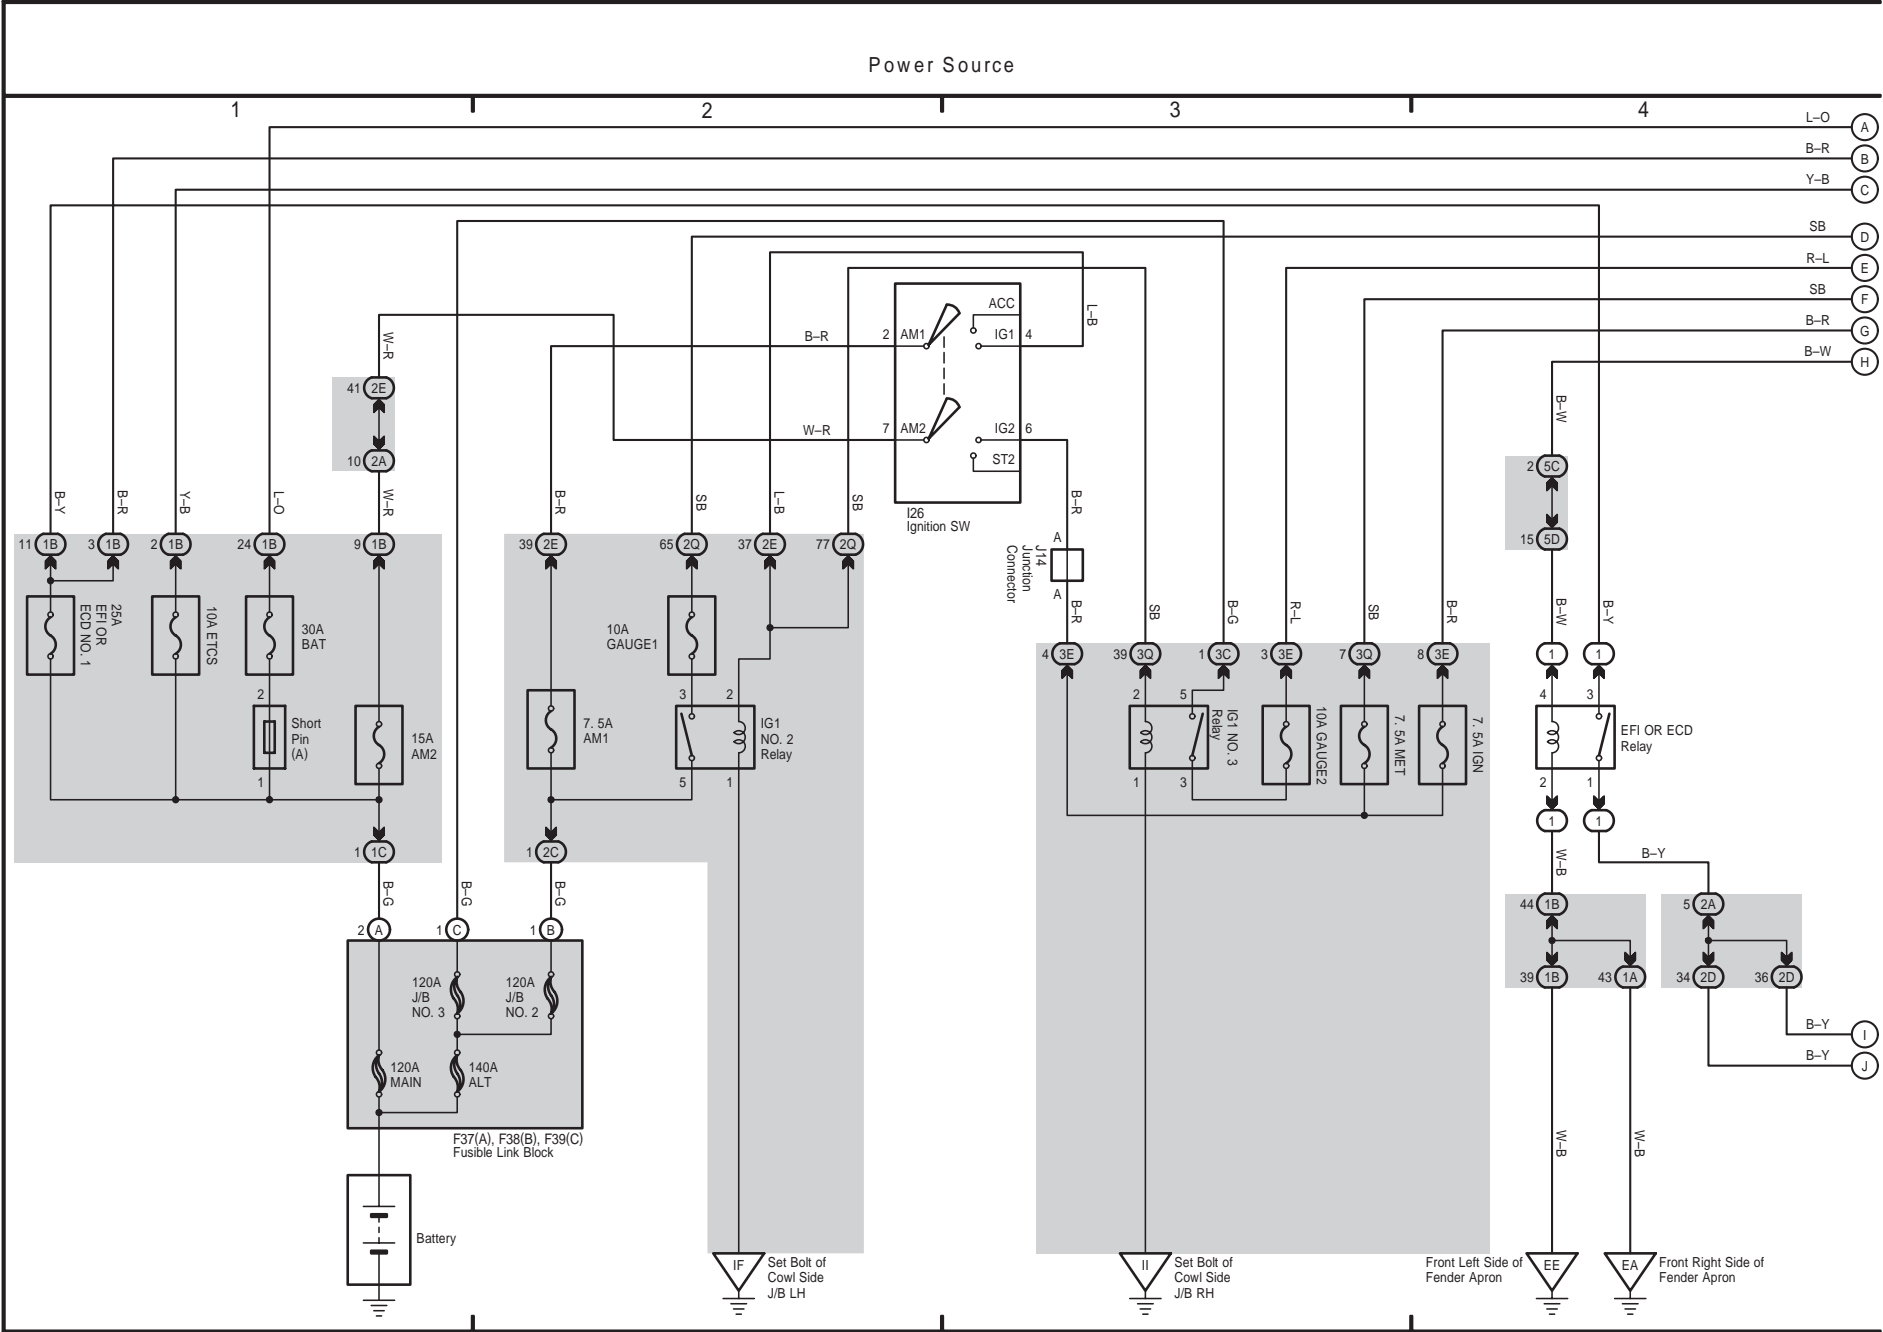 Power Source
1
2
3
4
L–O
A
B–R
B
Y–B
C
SB
D
R–L
E
SB
F
B–R
G
B–W
H
W–R
41 2E
10 2A
W–R
B–R
2 AM1
ACC
IG1 4
L–B
W–R
7 AM2
IG2 6
ST2
I26
Ignition SW
B–Y
B–R
Y–B
L–O
B–R
SB
L–B
SB
B–R
A
J14
Junction
Connector
A
B–R
SB
B–G
R–L
SB
B–R
B–W
2 5C
15 5D
B–W
B–Y
11 1B
3 1B
2 1B
24 1B
9 1B
39 2E
65 2Q
37 2E
77 2Q
25A
EFI OR
ECD NO. 1
10A ETCS
30A
BAT
2
Short
Pin
(A)
1
15A
AM2
1 1C
B–G
7. 5A
AM1
10A
GAUGE1
3
2
IG1
NO. 2
Relay
5
1
1 2C
B–G
B–G
4 3E
39 3Q
1 3C
3 3E
7 3Q
8 3E
2
5
IG1 NO. 3
Relay
1
3
10A GAUGE2
7. 5A MET
7. 5A IGN
1
1
4
3
EFI OR ECD
Relay
2
1
1
1
W–B
B–Y
44 1B
5 2A
39 1B
43 1A
34 2D
36 2D
B–Y
I
B–Y
J
2 A
1 C
1 B
120A
J/B
NO. 3
120A
J/B
NO. 2
120A
MAIN
140A
ALT
F37(A), F38(B), F39(C)
Fusible Link Block
Battery
IF
Set Bolt of
Cowl Side
J/B LH
II
Set Bolt of
Cowl Side
J/B RH
W–B
W–B
Front Left Side of
Fender Apron
EE
EA
Front Right Side of
Fender Apron